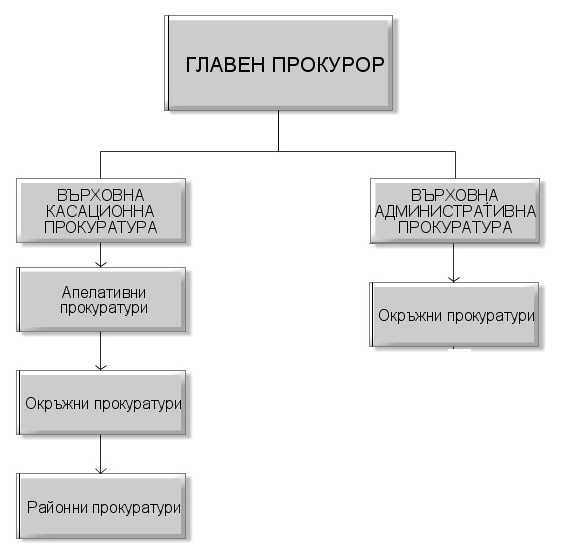 ГЛАВЕН ПРОКУРОР
ВЪРХОВНА
КАСАЦИОННА
ПРОКУРАТУРА
ВЪРХОВНА
АДМИНИСТРАТИВНА
ПРОКУРАТУРА
Апелативни
прокуратури
Окръжни прокуратури
Окръжни прокуратури
Районни прокуратури